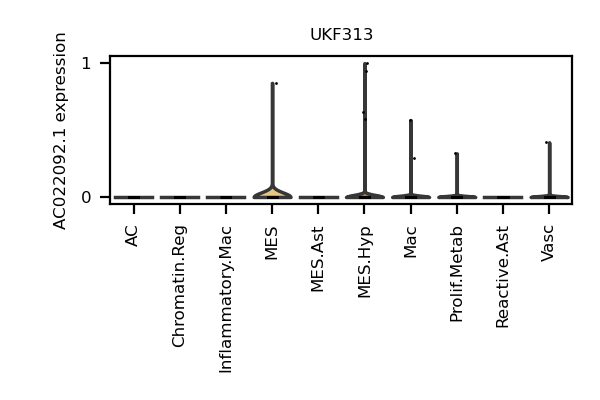 UKF313
AC022092.1 expression
1
0
AC
Chromatin.Reg
Inflammatory.Mac
MES
MES.Ast
MES.Hyp
Mac
Prolif.Metab
Reactive.Ast
Vasc